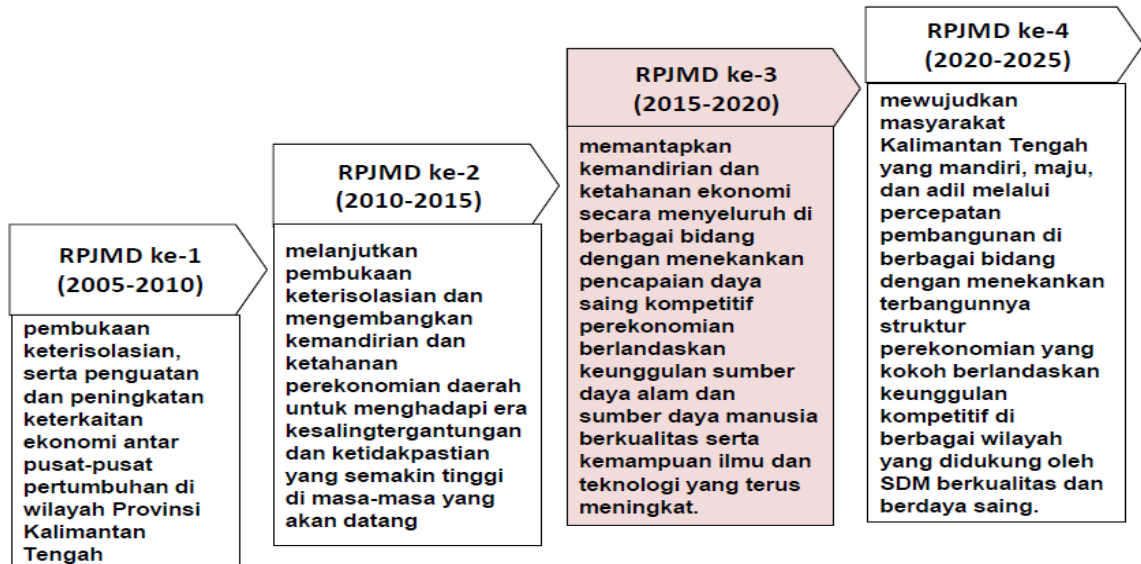 RPJMD ke-1
(2005-2010)
pembukaan
keterisolasian,
serta penguatan
dan peningkatan
keterkaitan
ekonomi antar
pusat-pusat
pertumbuhan di
wilayah Provinsi
Kalimantan
Tengah
RPJMD ke-2
(2010-2015)
melanjutkan
pembukaan
keterisolasian dan
mengembangkan
kemandirian dan
ketahanan
perekonomian daerah
untuk menghadapi era
kesalingtergantungan
dan ketidakpastian
yang semakin tinggi
di masa-masa yang
akan datang
RPJMD ke-3
(2015-2020)
memantapkan
kemandirian dan
ketahanan ekonomi
secara menyeluruh di
berbagai bidang
dengan menekankan
pencapaian daya
saing kompetitif
perekonomian
berlandaskan
keunggulan sumber
daya alam dan
sumber daya manusia
berkualitas serta
kemampuan ilmu dan
teknologi yang terus
meningkat.
RPJMD ke-4
(2020-2025)
mewujudkan
masyarakat
Kalimantan Tengah
yang mandiri, maju,
dan adil melalui
percepatan
pembangunan di
berbagai bidang
dengan menekankan
terbangunnya
struktur
perekonomian yang
kokoh berlandaskan
keunggulan
kompetitif di
berbagai wilayah
yang didukung oleh
SDM berkualitas dan
berdaya saing.